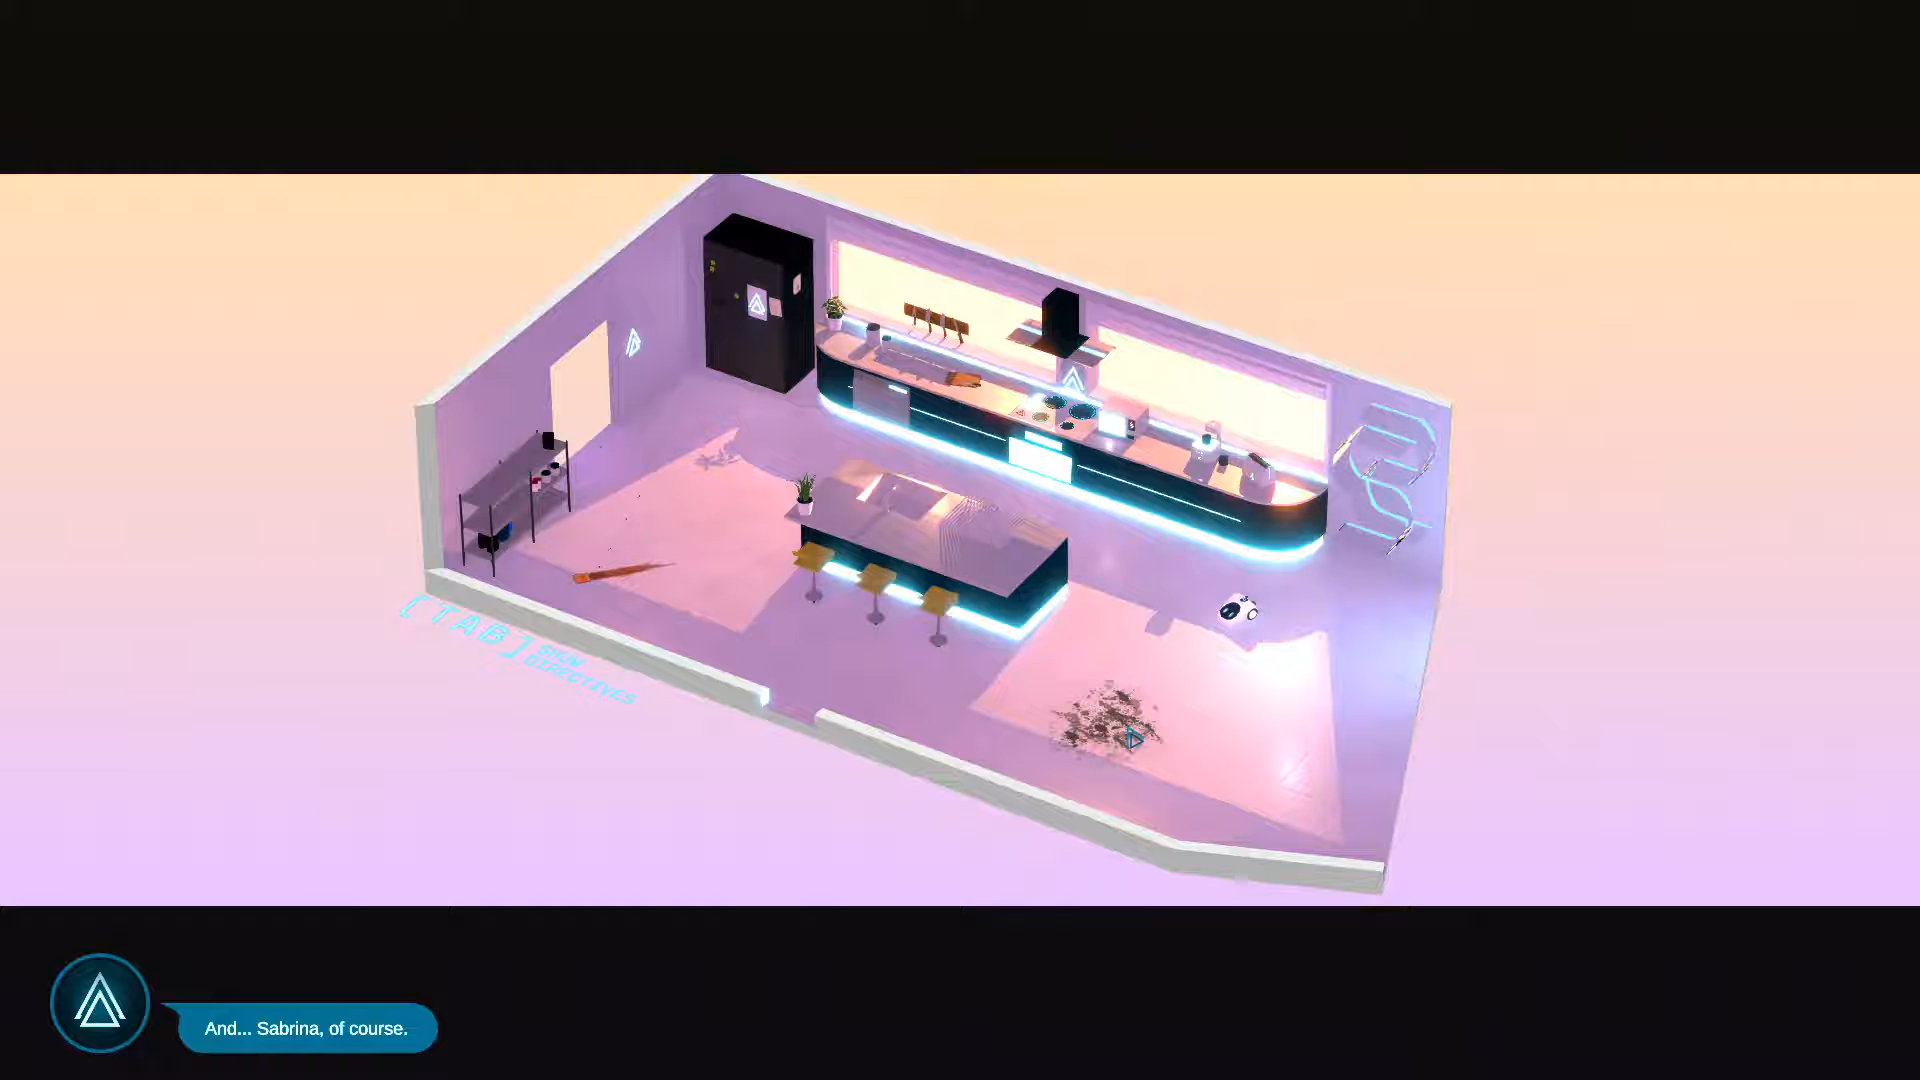 [TAB] SHOW
DIRECTIVES
And... Sabrina, of course.